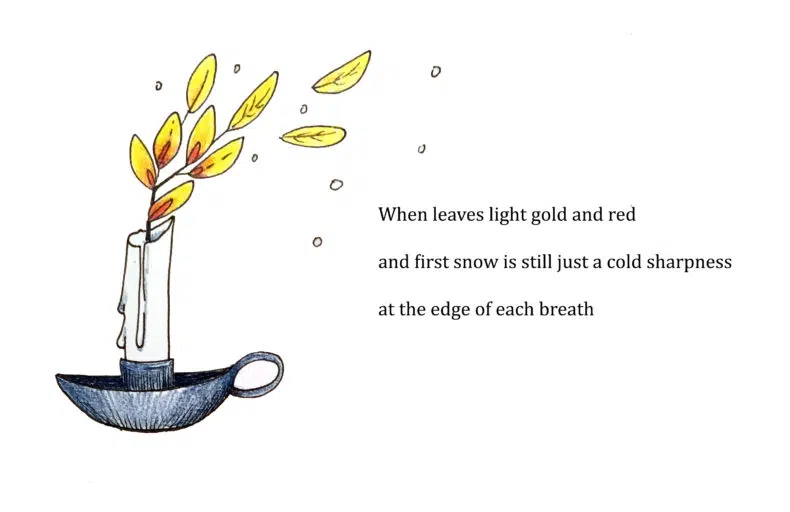 When leaves light gold and red
and first snow is still just a cold sharpness
at the edge of each breath